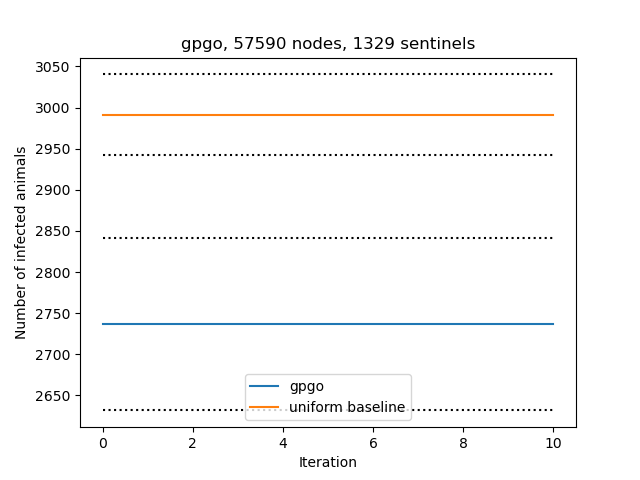 gpgo, 57590 nodes, 1329 sentinels
Number of infected animals
3050
3000
2950
2900
2850
2800
2750
2700
2650
gpgo
uniform baseline
0 2 4 6 8 10
Iteration